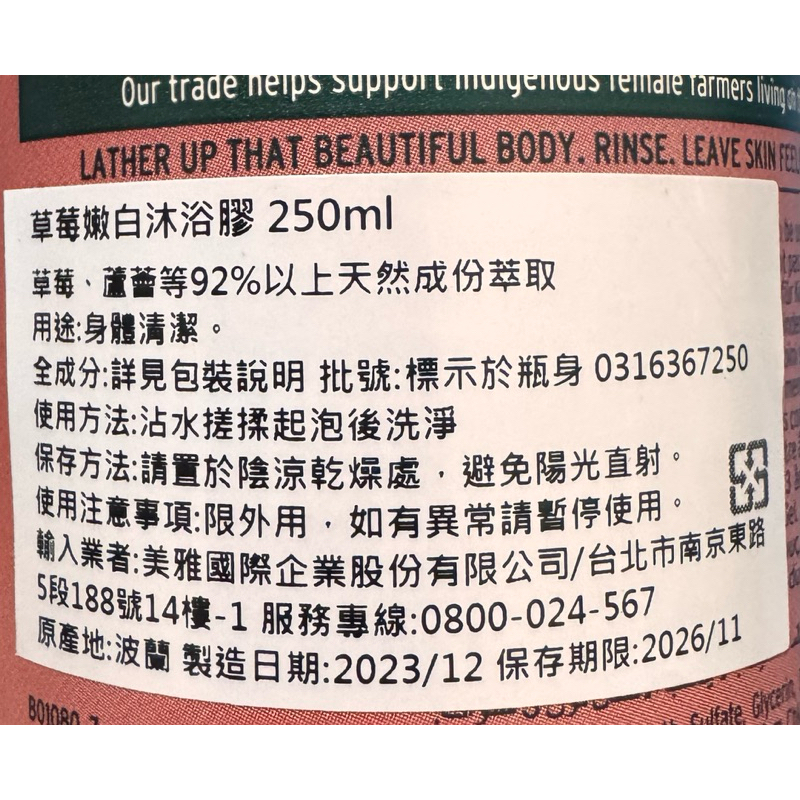 Our trade helps support indigenous female farmers living on
LATHER UP THAT BEAUTIFUL BODY. RINSE. LEAVE SKIN FEEL
草莓嫩白沐浴膠 250ml
草莓、蘆薈等92%以上天然成份萃取
用途:身體清潔。
全成分:詳見包裝說明 批號:標示於瓶身 0316367250
使用方法:沾水搓揉起泡後洗淨
保存方法:請置於陰涼乾燥處，避免陽光直射。
使用注意事項:限外用，如有異常請暫停使用。
輸入業者:美雅國際企業股份有限公司/台北市南京東路
5段188號14樓-1 服務專線:0800-024-567
原產地:波蘭 製造日期:2023/12 保存期限:2026/11
B01080
Sulfate, Glycerin,